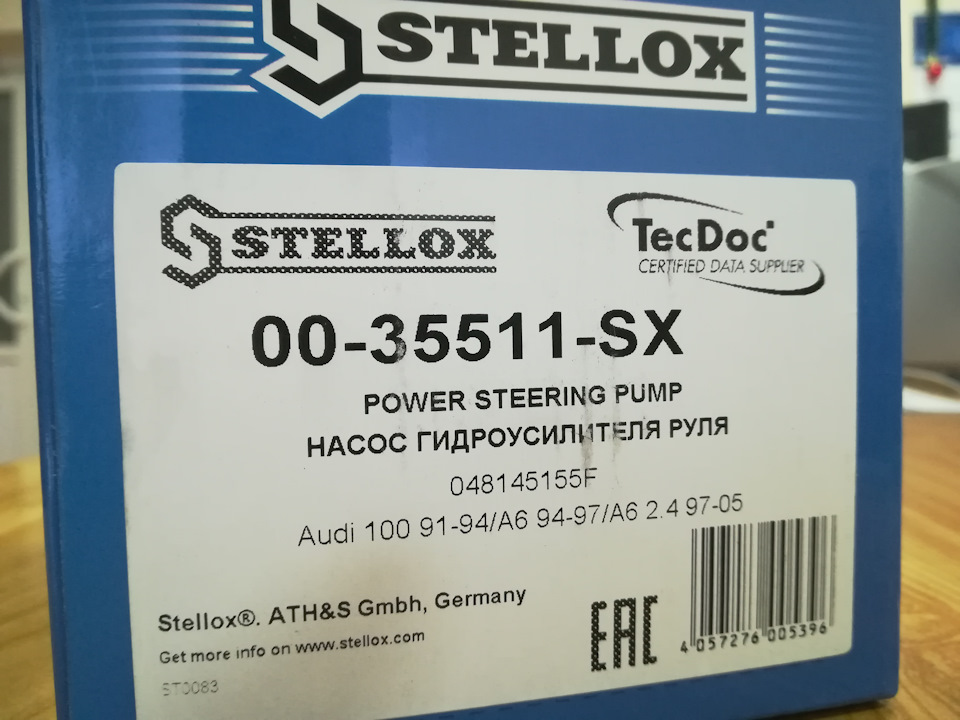 STELLOX
STELLOX
TecDoc
CERTIFIED DATA SUPPLIER
00-35511-SX
POWER STEERING PUMP
НАСОС ГИДРОУСИЛИТЕЛЯ РУЛЯ
048145155F
Audi 100 91-94/A6 94-97/A6 2.4 97-05
Stellox®. ATH&S Gmbh, Germany
Get more info on www.stellox.com
EAC
4 057276 005396
ST0083